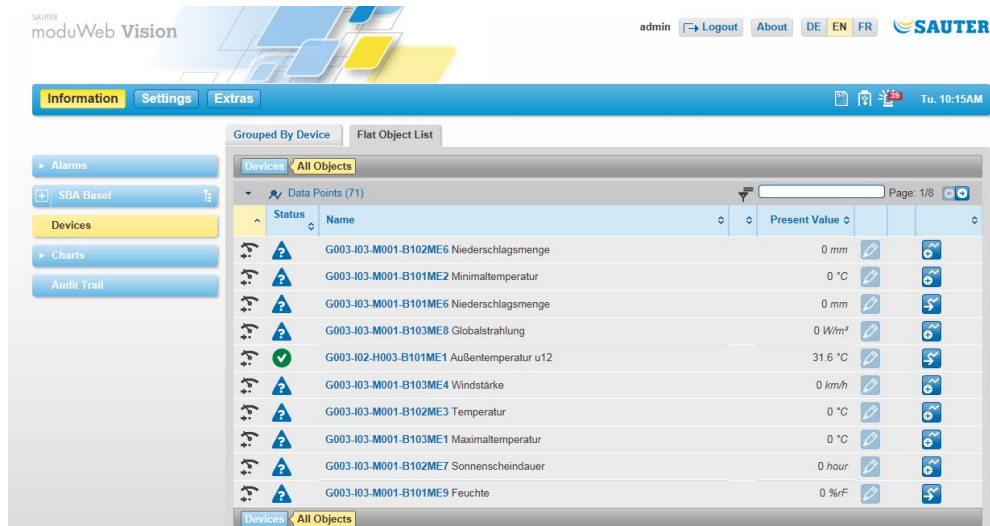 SAUTER
moduWeb Vision
admin Logout About DE EN FR SAUTER
Information Settings Extras 39 Tu. 10:15AM
Grouped By Device Flat Object List
Alarms
SBA Basel
Devices
Charts
Audit Trail
Devices All Objects
Data Points (71) Page: 1/8
Status Name Present Value
G003-I03-M001-B102ME6 Niederschlagsmenge 0 mm
G003-I03-M001-B101ME2 Minimaltemperatur 0 °C
G003-I03-M001-B101ME6 Niederschlagsmenge 0 mm
G003-I03-M001-B103ME8 Globalstrahlung 0 W/m²
G003-I02-H003-B101ME1 Außentemperatur u12 31.6 °C
G003-I03-M001-B103ME4 Windstärke 0 km/h
G003-I03-M001-B102ME3 Temperatur 0 °C
G003-I03-M001-B103ME1 Maximaltemperatur 0 °C
G003-I03-M001-B102ME7 Sonnenscheindauer 0 hour
G003-I03-M001-B101ME9 Feuchte 0 %rF
Devices All Objects